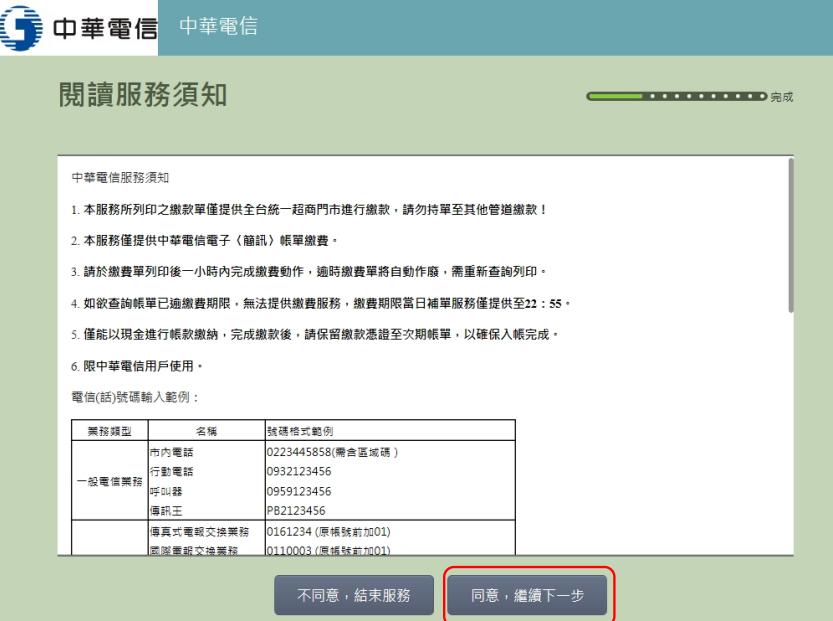 中華電信 中華電信
閱讀服務須知
完成
中華電信服務須知
1. 本服務所列印之繳款單僅提供全台統一超商門市進行繳款，請勿持單至其他管道繳款！
2. 本服務僅提供中華電信電子〈簡訊〉帳單繳費。
3. 請於繳費單列印後一小時內完成繳費動作，逾時繳費單將自動作廢，需重新查詢列印。
4. 如欲查詢帳單已逾繳費期限，無法提供繳費服務，繳費期限當日補單服務僅提供至22：55。
5. 僅能以現金進行帳款繳納，完成繳款後，請保留繳款憑證至次期帳單，以確保入帳完成。
6. 限中華電信用戶使用。
電信(話)號碼輸入範例：
業務類型 名稱 號碼格式範例
市內電話 0223445858(需含區域碼)
行動電話 0932123456
一般電信業務
呼叫器 0959123456
傳訊王 PB2123456
傳真式電報交換業務 0161234 (原帳號前加01)
國際電報交換業務 0110003 (原帳號前加01)
不同意，結束服務 同意，繼續下一步